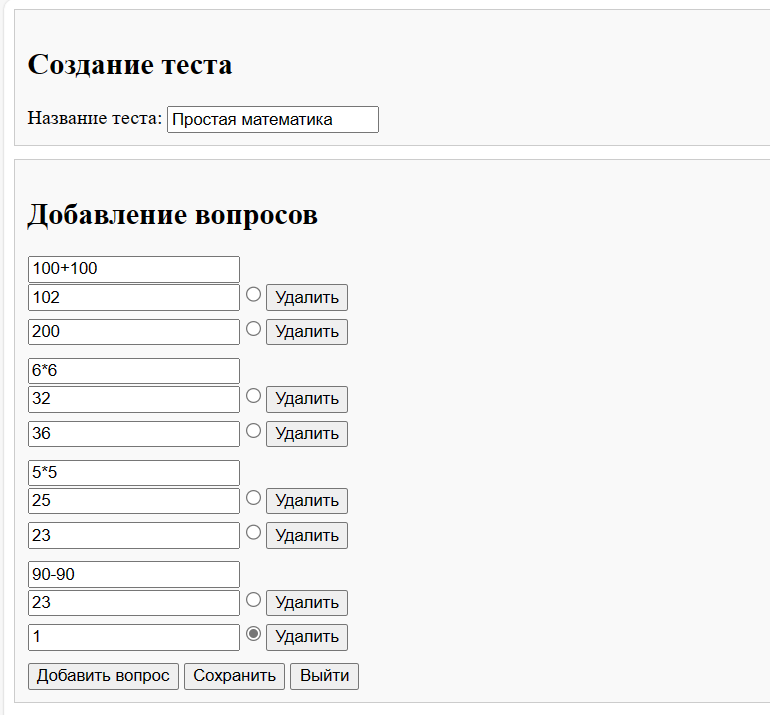 Создание теста
Название теста: Простая математика
Добавление вопросов
100+100
102 Удалить
200 Удалить
6*6
32 Удалить
36 Удалить
5*5
25 Удалить
23 Удалить
90-90
23 Удалить
1 Удалить
Добавить вопрос Сохранить Выйти